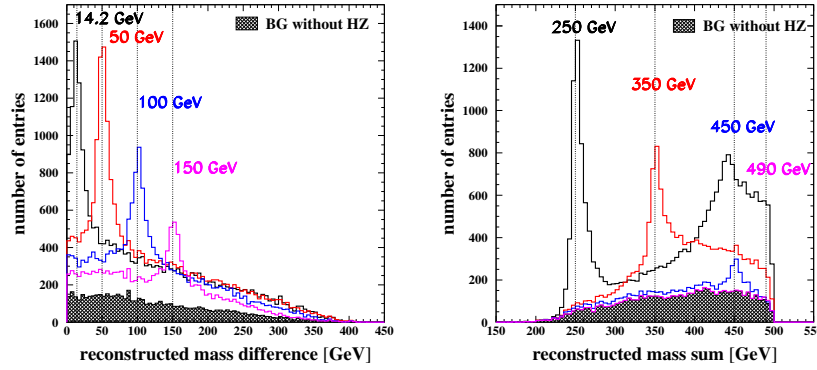 14.2 GeV
50 GeV
100 GeV
150 GeV
BG without HZ
number of entries
1600
1400
1200
1000
800
600
400
200
0
0 50 100 150 200 250 300 350 400 450
reconstructed mass difference [GeV]
250 GeV
350 GeV
450 GeV
490 GeV
BG without HZ
number of entries
1400
1200
1000
800
600
400
200
0
150 200 250 300 350 400 450 500 55
reconstructed mass sum [GeV]